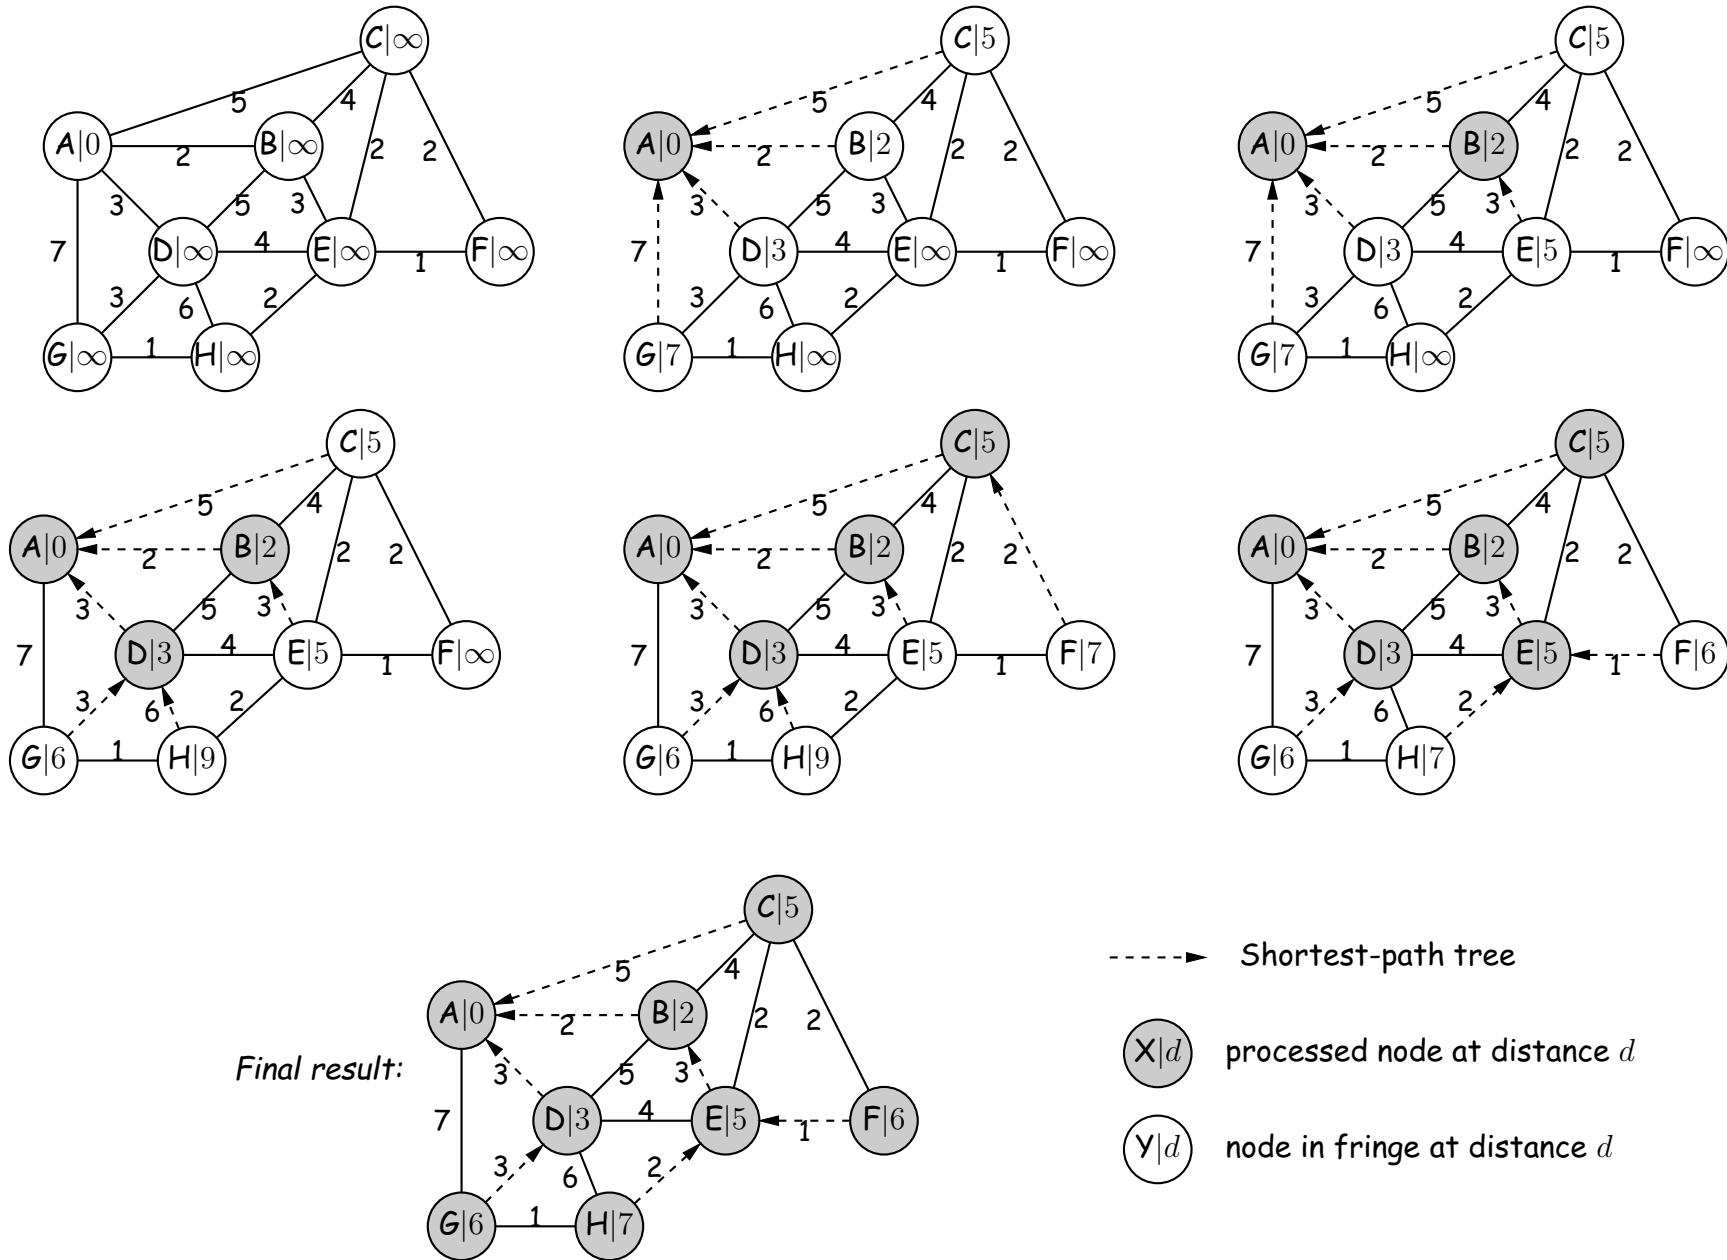 C|∞
5
4
A|0
2
B|∞
2
2
3
5
3
7
D|∞
4
E|∞
1
F|∞
3
6
2
G|∞
1
H|∞
C|5
5
4
A|0
2
B|2
2
2
3
5
3
7
D|3
4
E|∞
1
F|∞
3
6
2
G|7
1
H|∞
C|5
5
4
A|0
2
B|2
2
2
3
5
3
7
D|3
4
E|5
1
F|∞
3
6
2
G|7
1
H|∞
C|5
5
4
A|0
2
B|2
2
2
3
5
3
7
D|3
4
E|5
1
F|∞
3
6
2
G|6
1
H|9
C|5
5
4
A|0
2
B|2
2
2
3
5
3
7
D|3
4
E|5
1
F|7
3
6
2
G|6
1
H|9
C|5
5
4
A|0
2
B|2
2
2
3
5
3
7
D|3
4
E|5
1
F|6
3
6
2
G|6
1
H|7
Final result:
C|5
5
4
A|0
2
B|2
2
2
3
5
3
7
D|3
4
E|5
1
F|6
3
6
2
G|6
1
H|7
Shortest-path tree
X|d
processed node at distance d
Y|d
node in fringe at distance d